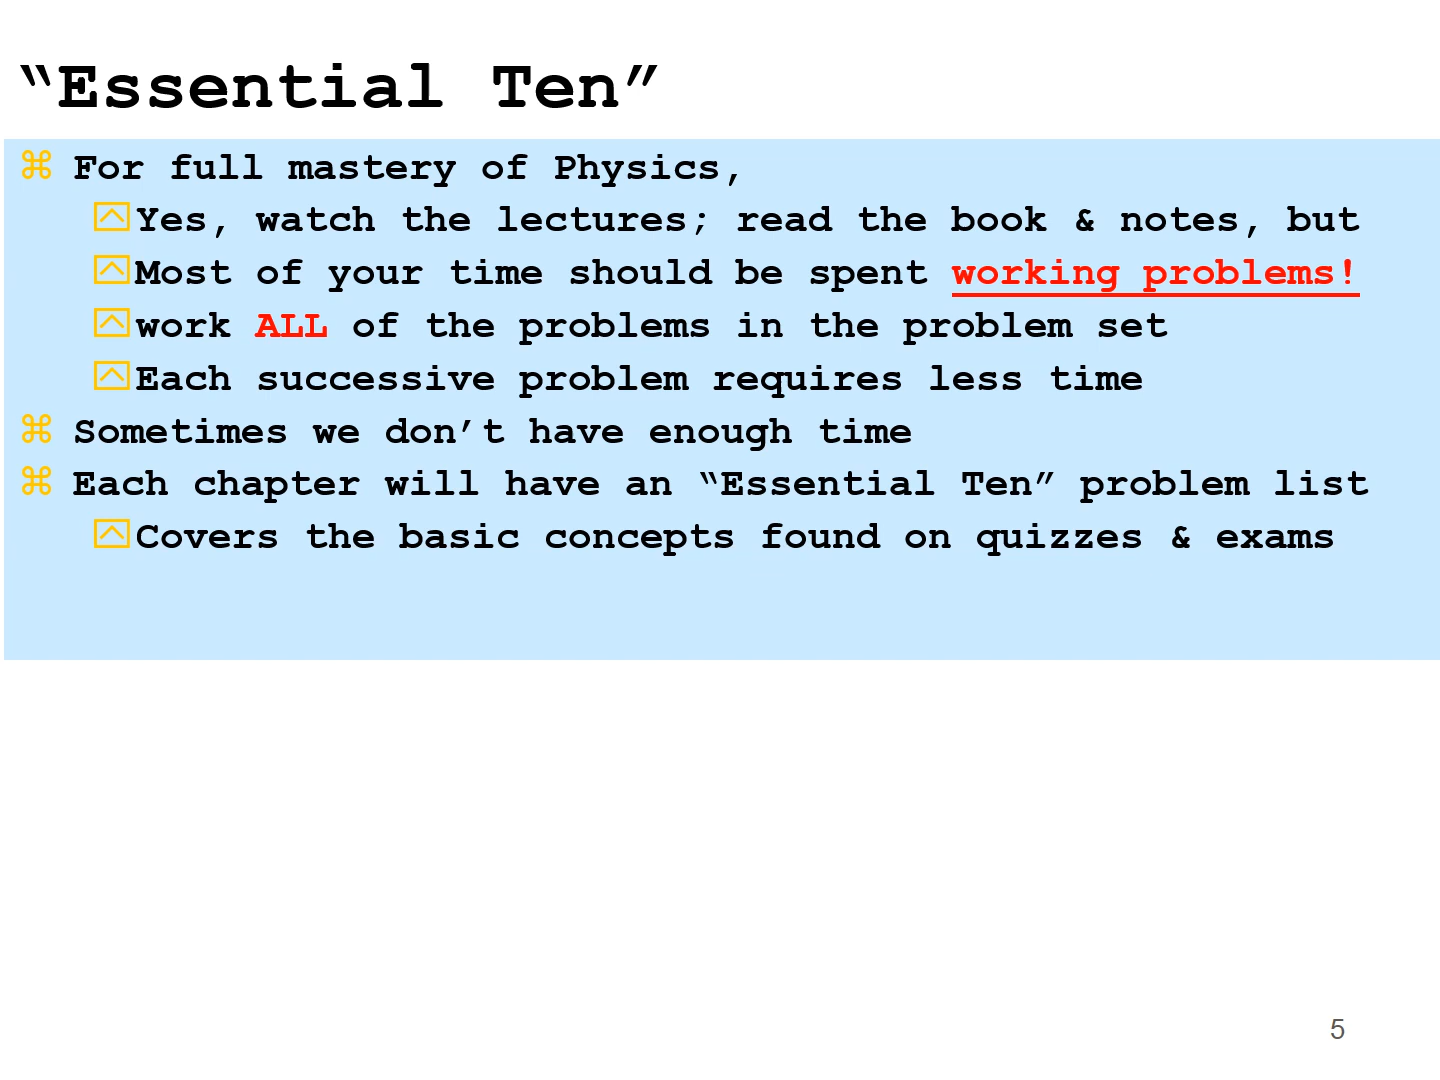 “Essential Ten”
⌘ For full mastery of Physics,
Yes, watch the lectures; read the book & notes, but
Most of your time should be spent working problems!
work ALL of the problems in the problem set
Each successive problem requires less time
⌘ Sometimes we don’t have enough time
⌘ Each chapter will have an “Essential Ten” problem list
Covers the basic concepts found on quizzes & exams
5